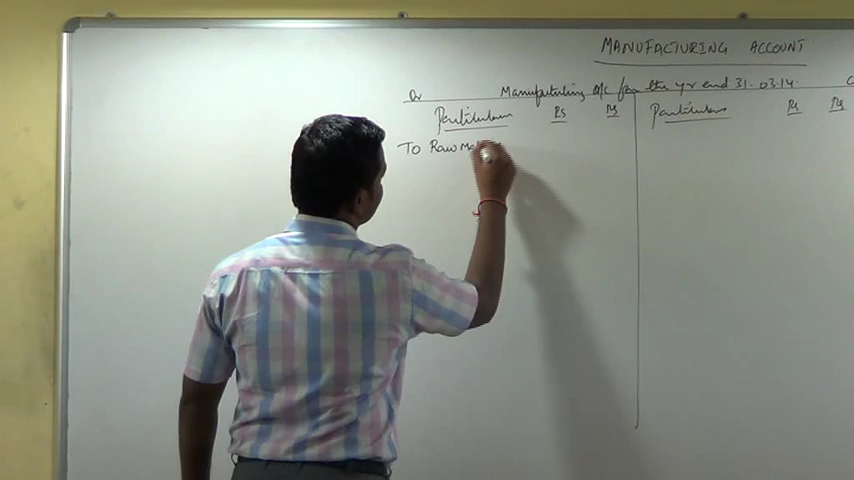 MANUFACTURING ACCOUNT
Dr Manufacturing A/c for the yr end 31.03.14. C
Particulars Rs Rs Particulars Rs Rs
To Raw Mat